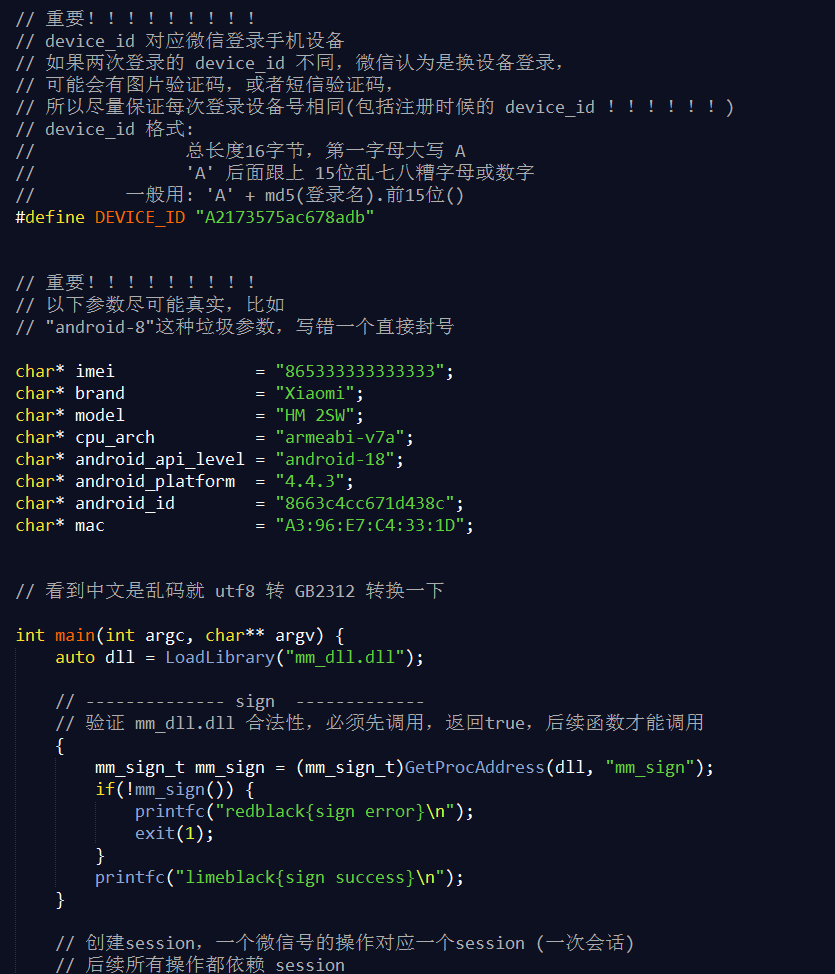 // 重要!!!!!!!!!
// device_id 对应微信登录手机设备
// 如果两次登录的 device_id 不同，微信认为是换设备登录，
// 可能会有图片验证码，或者短信验证码，
// 所以尽量保证每次登录设备号相同(包括注册时候的 device_id !!!!!!)
// device_id 格式:
//               总长度16字节，第一字母大写 A
//               'A' 后面跟上 15位乱七八糟字母或数字
//         一般用: 'A' + md5(登录名).前15位()
#define DEVICE_ID "A2173575ac678adb"
// 重要!!!!!!!!!
// 以下参数尽可能真实，比如
// "android-8"这种垃圾参数，写错一个直接封号
char* imei              = "865333333333333";
char* brand             = "Xiaomi";
char* model             = "HM 2SW";
char* cpu_arch          = "armeabi-v7a";
char* android_api_level = "android-18";
char* android_platform  = "4.4.3";
char* android_id        = "8663c4cc671d438c";
char* mac               = "A3:96:E7:C4:33:1D";
// 看到中文是乱码就 utf8 转 GB2312 转换一下
int main(int argc, char** argv) {
    auto dll = LoadLibrary("mm_dll.dll");
    // -------------- sign  -------------
    // 验证 mm_dll.dll 合法性，必须先调用，返回true，后续函数才能调用
    {
        mm_sign_t mm_sign = (mm_sign_t)GetProcAddress(dll, "mm_sign");
        if(!mm_sign()) {
            printfc("redblack{sign error}\n");
            exit(1);
        }
        printfc("limeblack{sign success}\n");
    }
    // 创建session，一个微信号的操作对应一个session (一次会话)
    // 后续所有操作都依赖 session